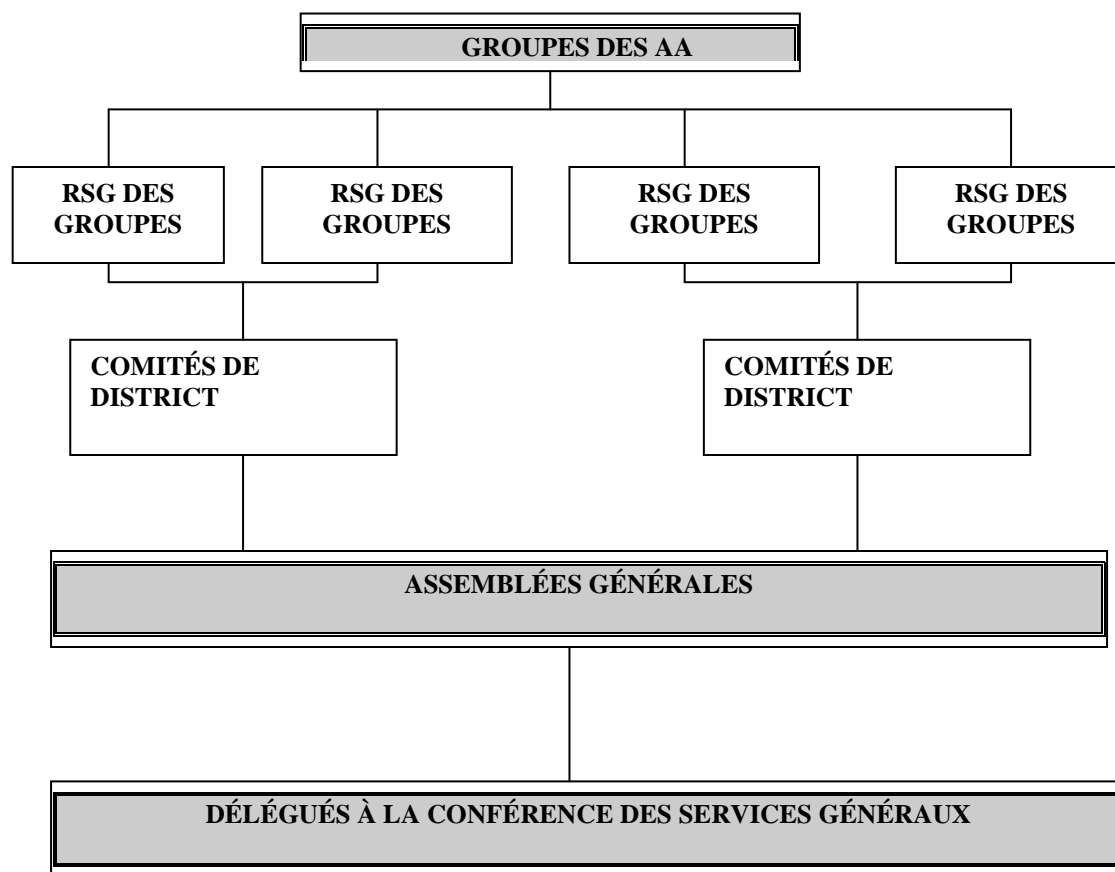 GROUPES DES AA
RSG DES
GROUPES
RSG DES
GROUPES
RSG DES
GROUPES
RSG DES
GROUPES
COMITÉS DE
DISTRICT
COMITÉS DE
DISTRICT
ASSEMBLÉES GÉNÉRALES
DÉLÉGUÉS À LA CONFÉRENCE DES SERVICES GÉNÉRAUX